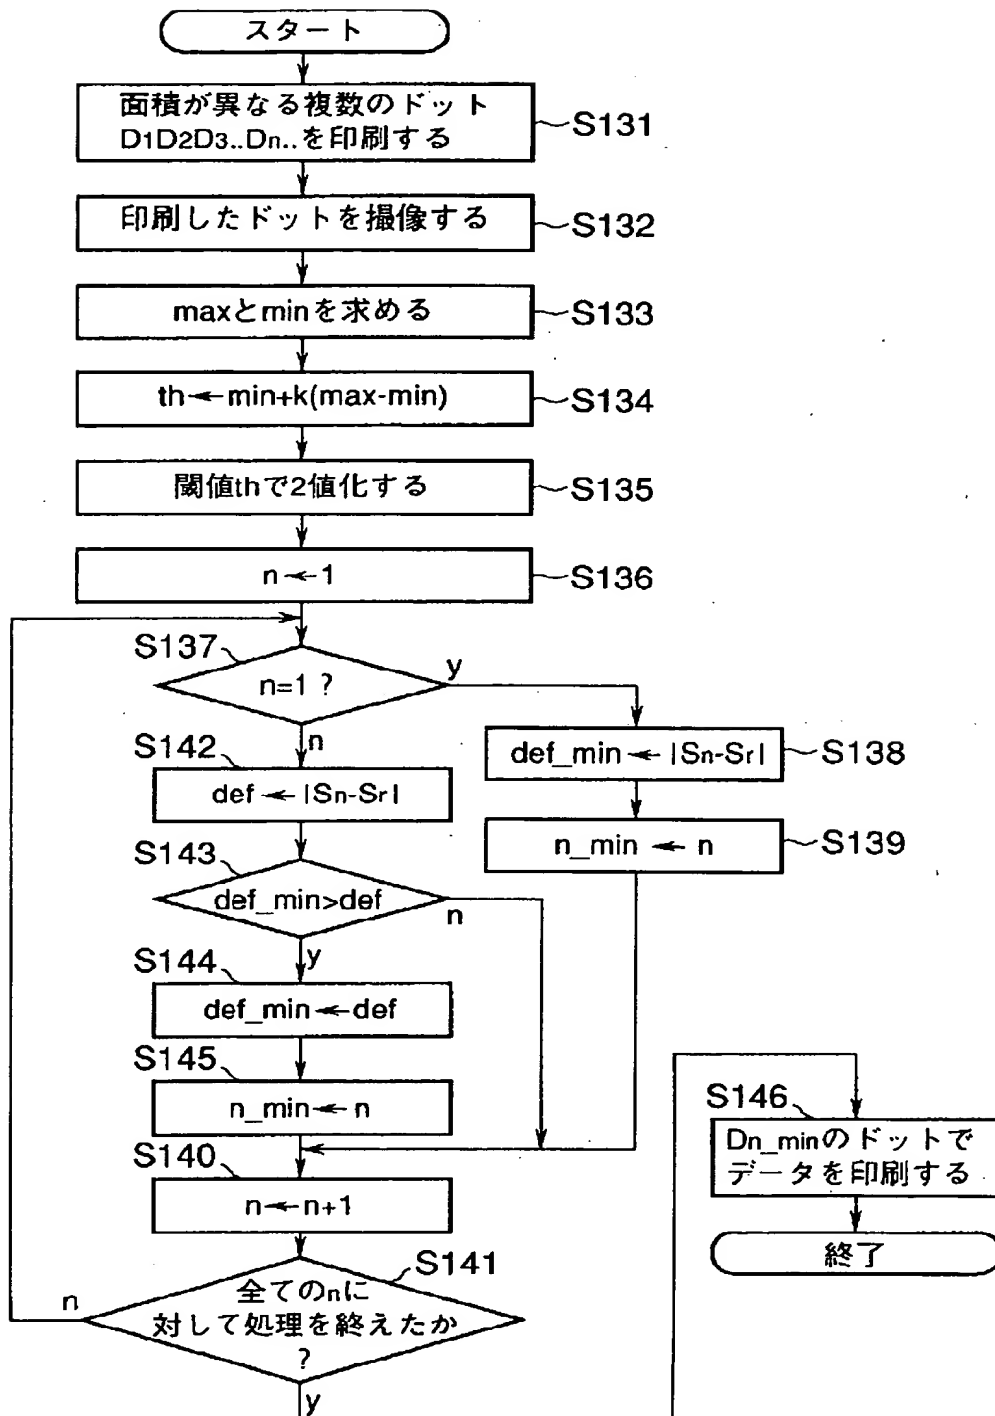 スタート
面積が異なる複数のドット
D1D2D3..Dn..を印刷する
S131
印刷したドットを撮像する
S132
maxとminを求める
S133
th←min+k(max-min)
S134
閾値thで2値化する
S135
n←1
S136
S137
n=1 ?
y
n
def_min←|Sn-Sr|
S138
n_min←n
S139
S142
def←|Sn-Sr|
S143
def_min>def
n
y
S144
def_min←def
S145
n_min←n
S140
n←n+1
S141
全てのnに
対して処理を終えたか
?
n
y
S146
Dn_minのドットで
データを印刷する
終了